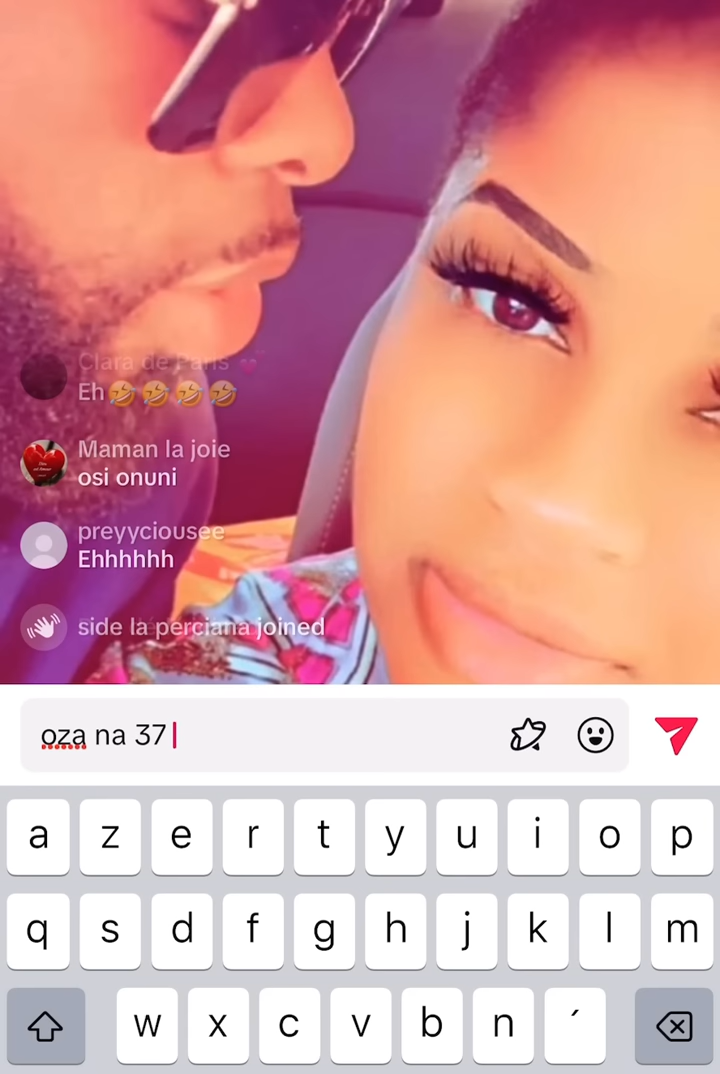 Clara de Paris 💕
Eh🤣🤣🤣🤣
Maman la joie
osi onuni
preyyciousee
Ehhhhhh
side la perciana joined
oza na 37
a z e r t y u i o p
q s d f g h j k l m
w x c v b n ´